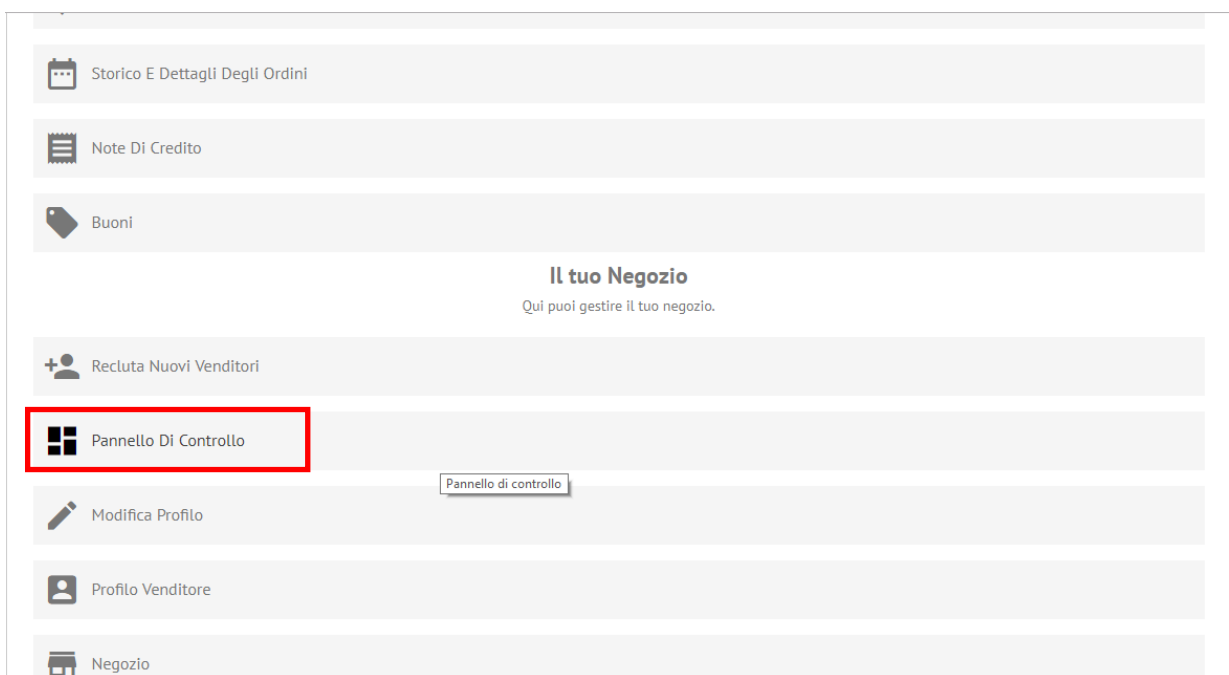 Storico E Dettagli Degli Ordini
Note Di Credito
Buoni
Il tuo Negozio
Qui puoi gestire il tuo negozio.
Recluta Nuovi Venditori
Pannello Di Controllo
Pannello di controllo
Modifica Profilo
Profilo Venditore
Negozio